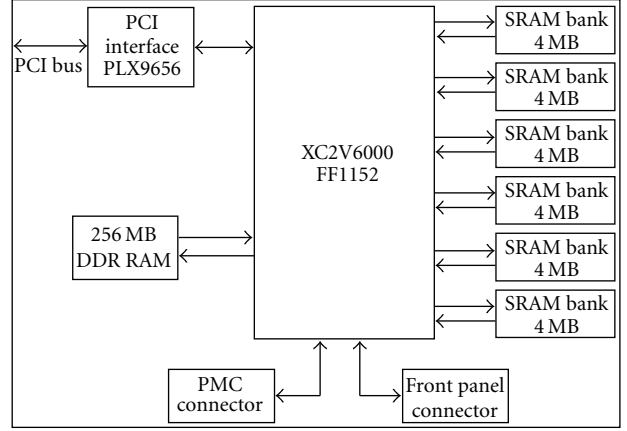 PCI bus
PCI
interface
PLX9656
XC2V6000
FF1152
256 MB
DDR RAM
SRAM bank
4 MB
SRAM bank
4 MB
SRAM bank
4 MB
SRAM bank
4 MB
SRAM bank
4 MB
SRAM bank
4 MB
PMC
connector
Front panel
connector